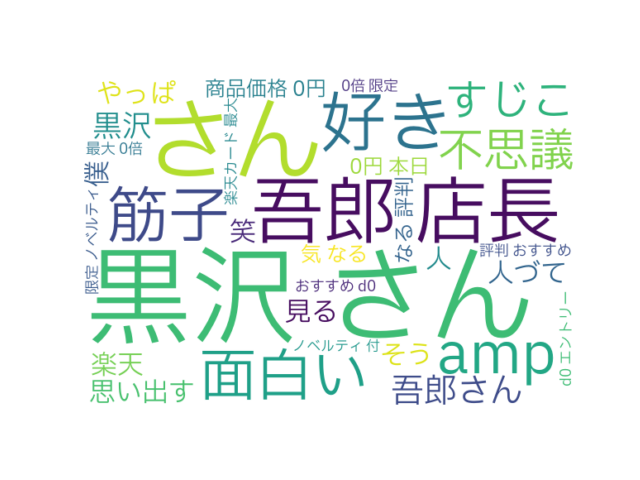 やっぱ
商品価格 0円
0倍 限定
すじこ
黒沢
さん
楽天カード 最大
好き
不思議
最大 0倍
僕
0円 本日
限定 ノベルティ
筋子
笑
吾郎 店長
なる 評判
気 なる
人
評判 おすすめ
人づて
黒沢 さん
おすすめ d0
見る
d0 エントリー
ノベルティ 付
そう
amp
楽天
面白い
思い出す
吾郎さん